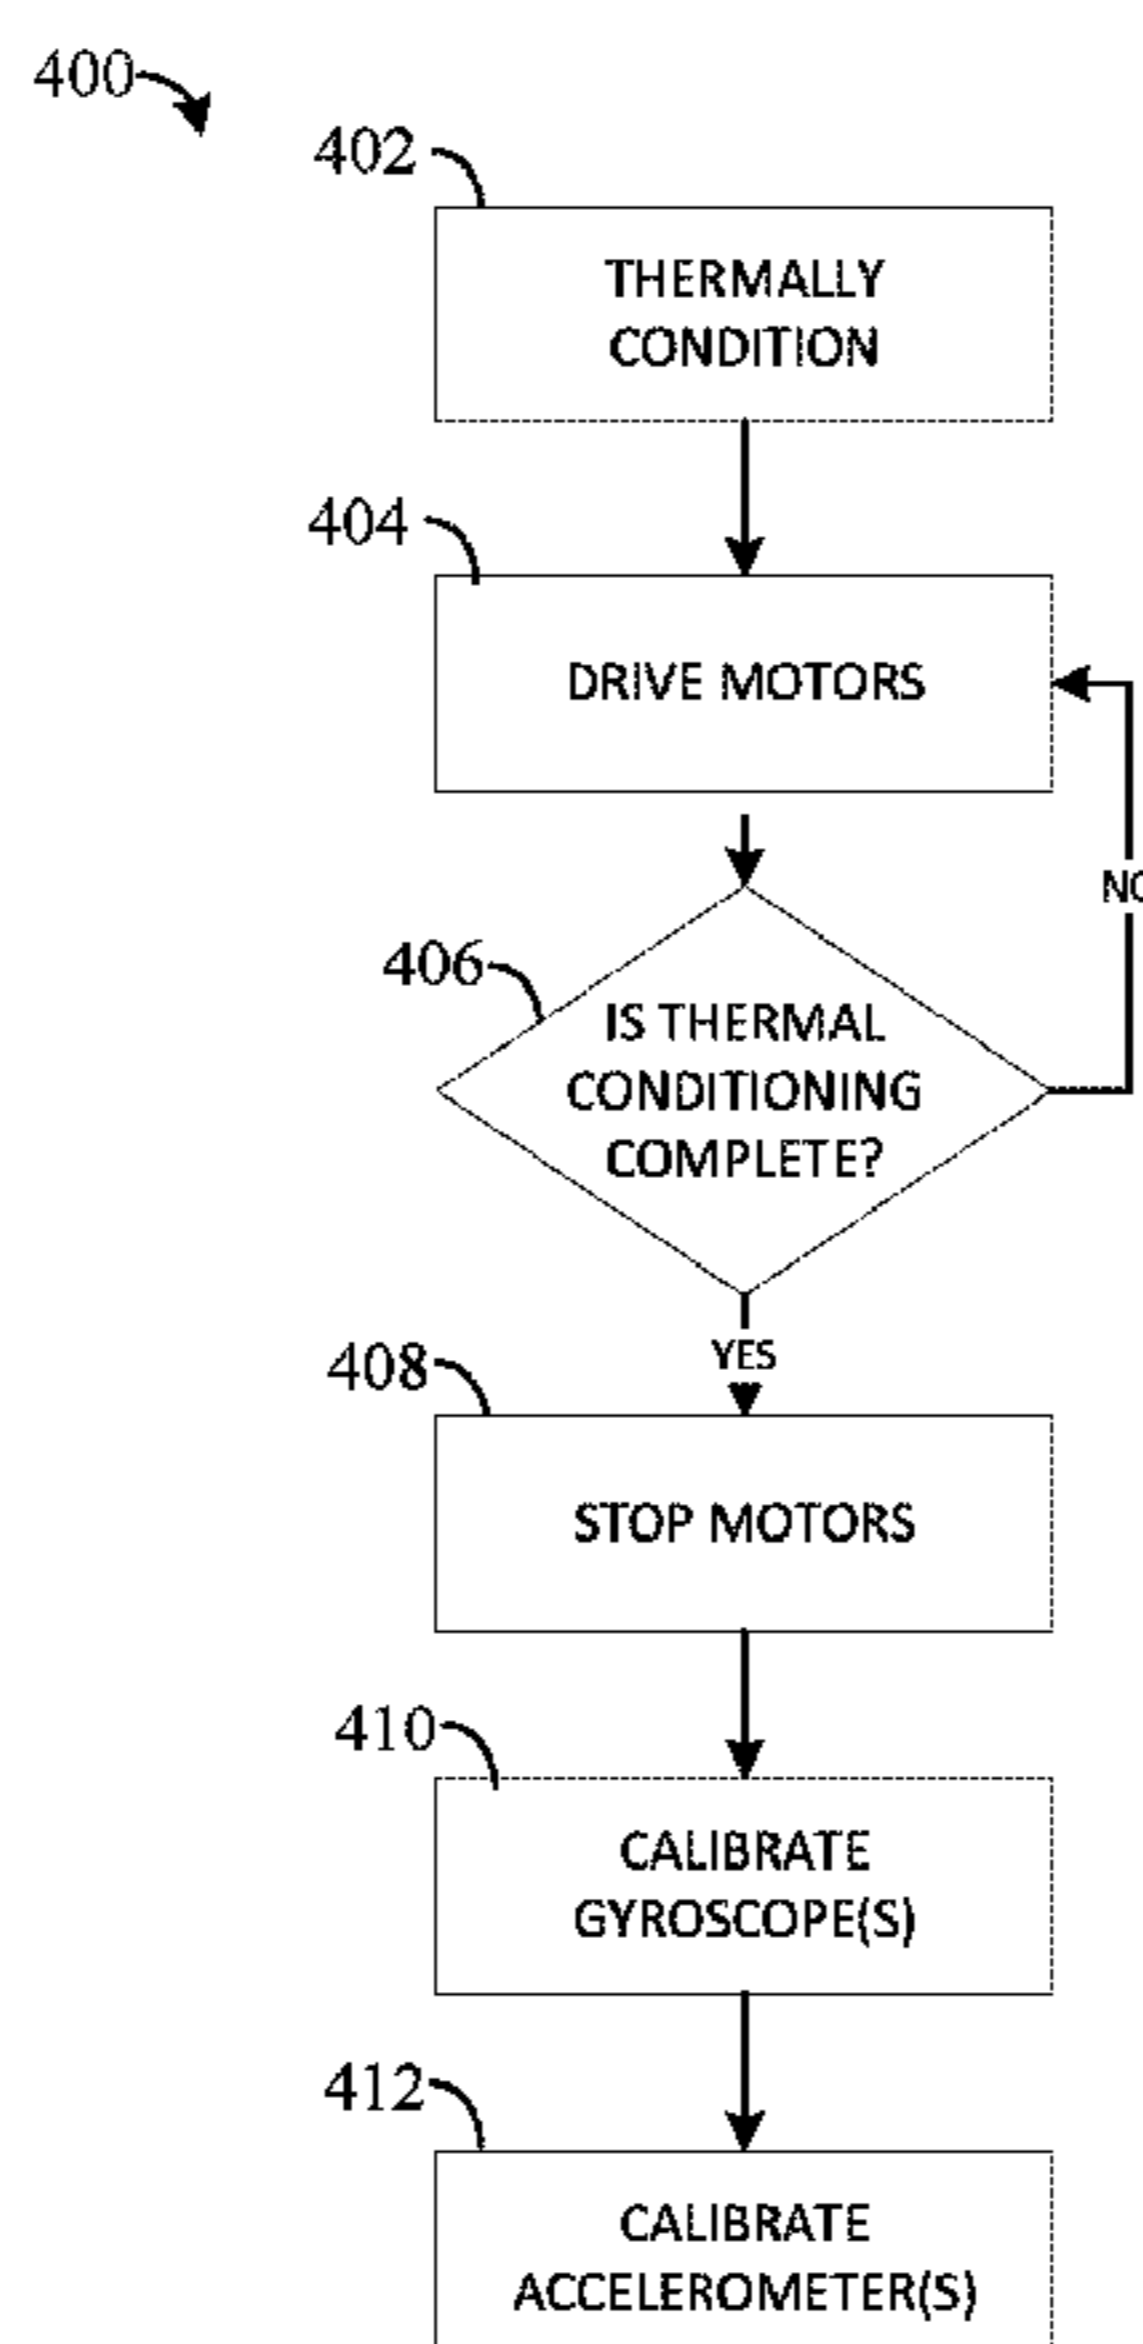 400
402
THERMALLY
CONDITION
404
DRIVE MOTORS
NO
406
IS THERMAL
CONDITIONING
COMPLETE?
YES
408
STOP MOTORS
410
CALIBRATE
GYROSCOPE(S)
412
CALIBRATE
ACCELEROMETER(S)